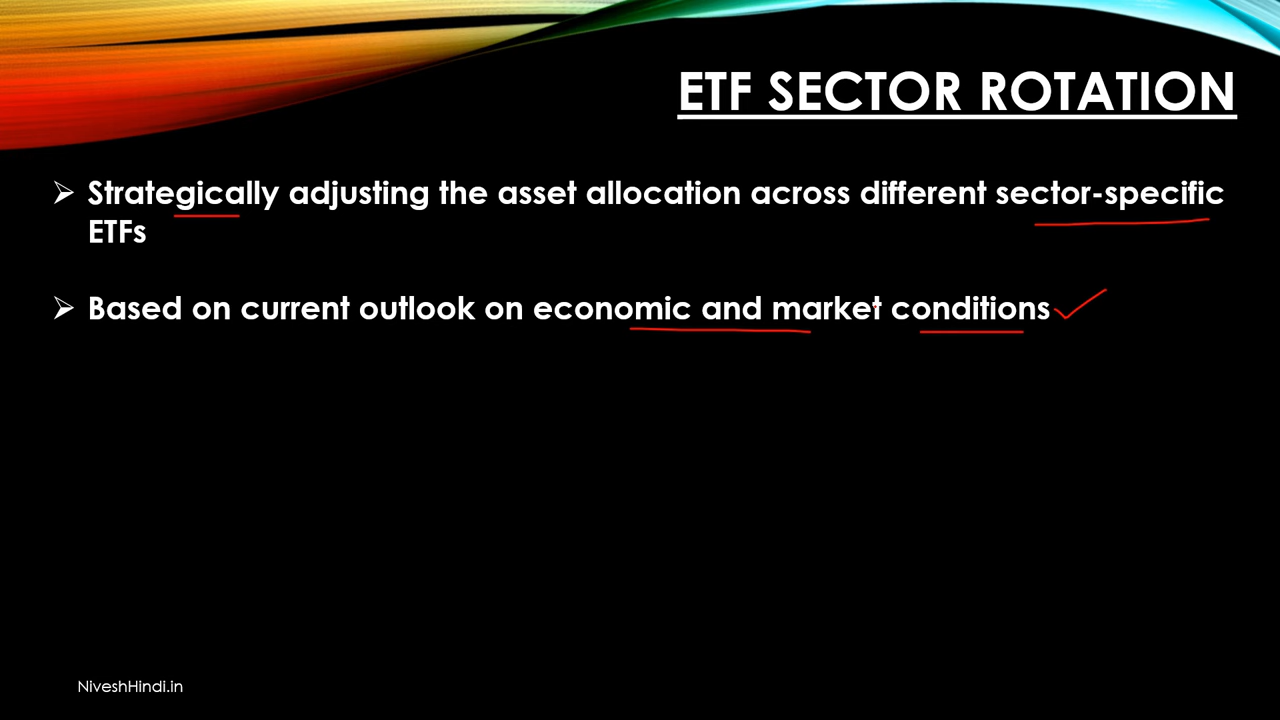 ETF SECTOR ROTATION
➢ Strategically adjusting the asset allocation across different sector-specific
ETFs
➢ Based on current outlook on economic and market conditions
NiveshHindi.in